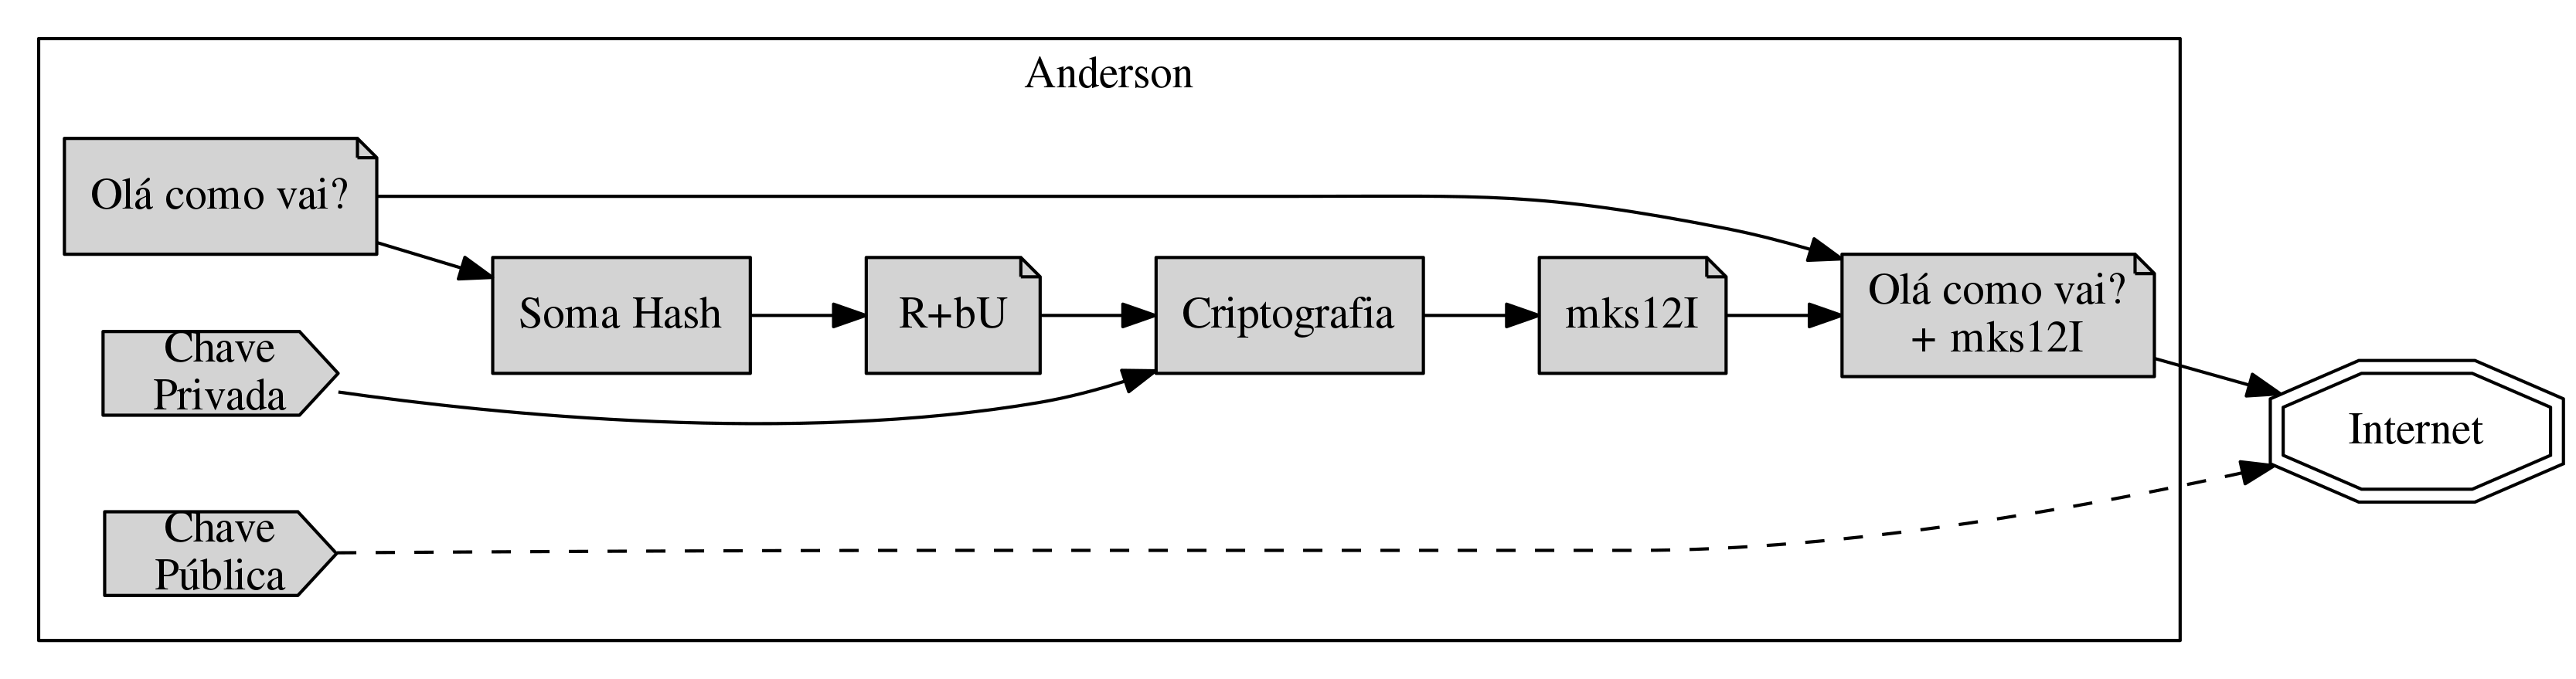 Anderson
Olá como vai?
Soma Hash
R+bU
Criptografia
mks12I
Olá como vai?
+ mks12I
Chave
Privada
Internet
Chave
Pública